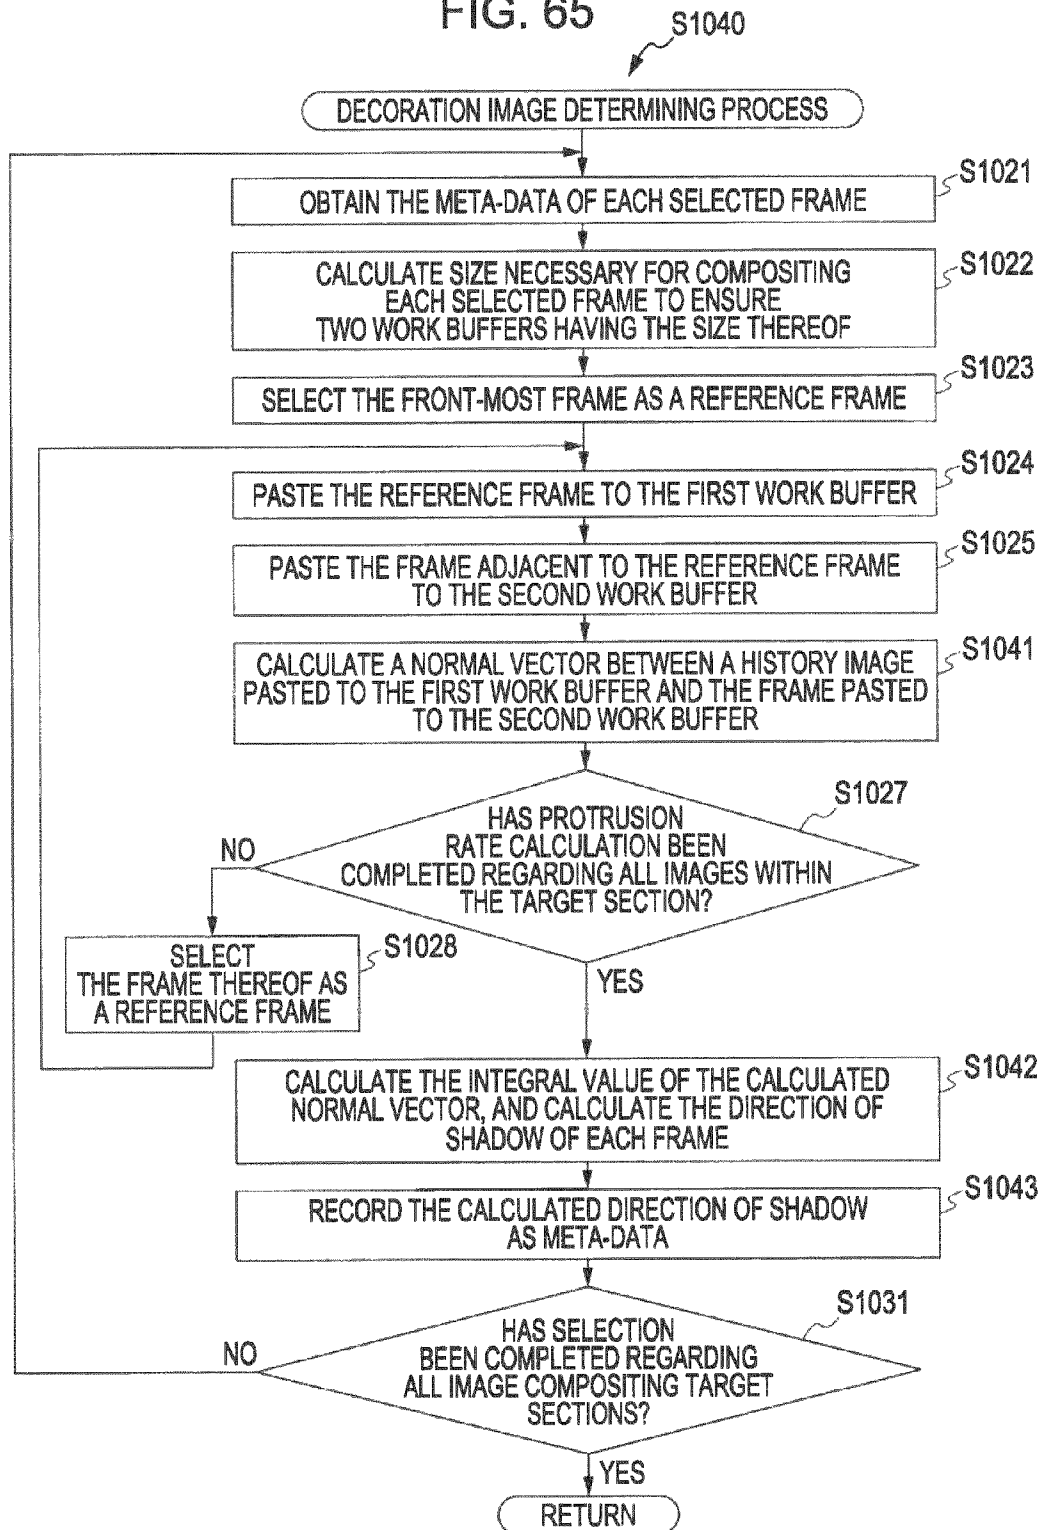 FIG. 65
S1040
DECORATION IMAGE DETERMINING PROCESS
S1021
OBTAIN THE META-DATA OF EACH SELECTED FRAME
S1022
CALCULATE SIZE NECESSARY FOR COMPOSITING
EACH SELECTED FRAME TO ENSURE
TWO WORK BUFFERS HAVING THE SIZE THEREOF
S1023
SELECT THE FRONT-MOST FRAME AS A REFERENCE FRAME
S1024
PASTE THE REFERENCE FRAME TO THE FIRST WORK BUFFER
S1025
PASTE THE FRAME ADJACENT TO THE REFERENCE FRAME
TO THE SECOND WORK BUFFER
S1041
CALCULATE A NORMAL VECTOR BETWEEN A HISTORY IMAGE
PASTED TO THE FIRST WORK BUFFER AND THE FRAME PASTED
TO THE SECOND WORK BUFFER
S1027
HAS PROTRUSION
RATE CALCULATION BEEN
COMPLETED REGARDING ALL IMAGES WITHIN
THE TARGET SECTION?
NO
S1028
SELECT
THE FRAME THEREOF AS
A REFERENCE FRAME
YES
S1042
CALCULATE THE INTEGRAL VALUE OF THE CALCULATED
NORMAL VECTOR, AND CALCULATE THE DIRECTION OF
SHADOW OF EACH FRAME
S1043
RECORD THE CALCULATED DIRECTION OF SHADOW
AS META-DATA
S1031
HAS SELECTION
BEEN COMPLETED REGARDING
ALL IMAGE COMPOSITING TARGET
SECTIONS?
NO
YES
RETURN